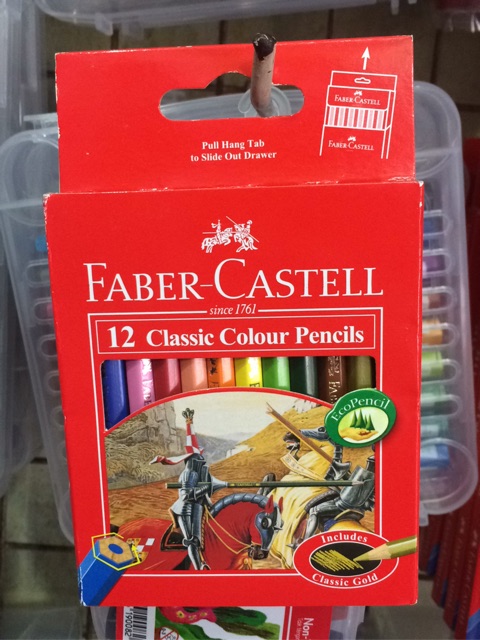 Pull Hang Tab
to Slide Out Drawer
FABER-CASTELL
FABER-CASTELL
FABER-CASTELL
since 1761
12 Classic Colour Pencils
EcoPencil
Includes
Classic Gold
Non-